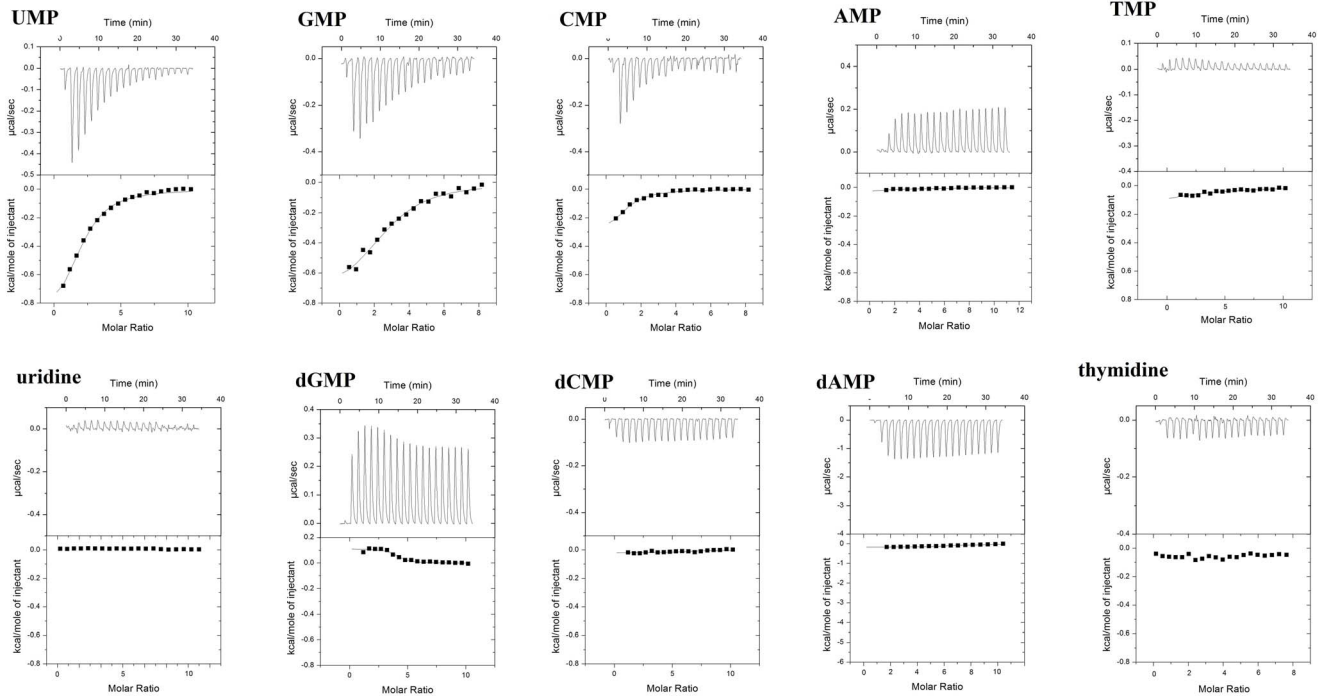 UMP
Time (min)
0 10 20 30 40
0.0
-0.1
-0.2
-0.3
-0.4
-0.5
µcal/sec
0.0
-0.2
-0.4
-0.6
-0.8
kcal/mole of injectant
0 5 10
Molar Ratio
GMP
Time (min)
0 10 20 30 40
0.0
-0.2
-0.4
µcal/sec
0.0
-0.2
-0.4
-0.6
-0.8
kcal/mole of injectant
0 2 4 6 8
Molar Ratio
CMP
Time (min)
10 20 30 40
0.0
-0.2
-0.4
µcal/sec
0.0
-0.2
-0.4
-0.6
-0.8
kcal/mole of injectant
0 2 4 6 8
Molar Ratio
AMP
Time (min)
0 10 20 30 40
0.4
0.2
0.0
µcal/sec
0.0
-0.2
-0.4
-0.6
-0.8
kcal/mole of injectant
0 2 4 6 8 10 12
Molar Ratio
TMP
Time (min)
0 10 20 30 40
0.1
0.0
-0.1
-0.2
-0.3
-0.4
µcal/sec
0.0
0.2
0.4
0.6
0.8
kcal/mole of injectant
0 5 10
Molar Ratio
uridine
Time (min)
0 10 20 30 40
0.0
-0.2
-0.4
µcal/sec
0.0
-0.2
-0.4
-0.6
-0.8
kcal/mole of injectant
0 5 10
Molar Ratio
dGMP
Time (min)
0 10 20 30 40
0.4
0.3
0.2
0.1
0.0
µcal/sec
0.2
0.0
-0.2
-0.4
-0.6
-0.8
kcal/mole of injectant
0 5 10
Molar Ratio
dCMP
Time (min)
0 10 20 30 40
0.0
-0.2
-0.4
µcal/sec
0.0
-0.2
-0.4
-0.6
-0.8
kcal/mole of injectant
0 5 10
Molar Ratio
dAMP
Time (min)
10 20 30 40
0
-1
-2
-3
-4
µcal/sec
0.0
-1
-2
-3
-4
-5
-6
kcal/mole of injectant
0 2 4 6 8 10
Molar Ratio
thymidine
Time (min)
0 10 20 30 40
0.0
-0.2
-0.4
µcal/sec
0.0
-0.2
-0.4
-0.6
-0.8
kcal/mole of injectant
0 2 4 6 8
Molar Ratio